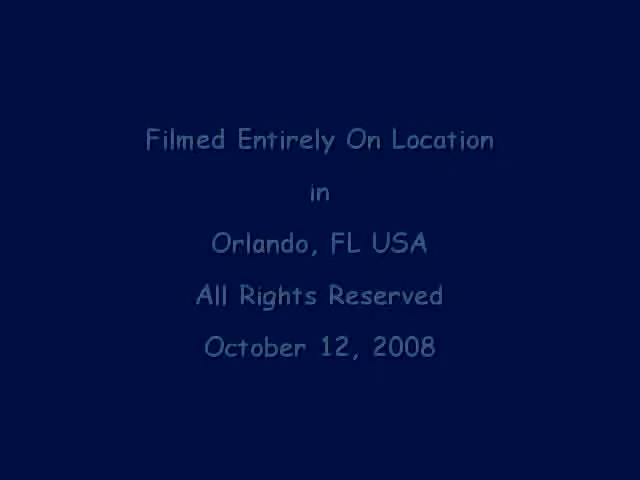 Filmed Entirely On Location
in
Orlando, FL USA
All Rights Reserved
October 12, 2008